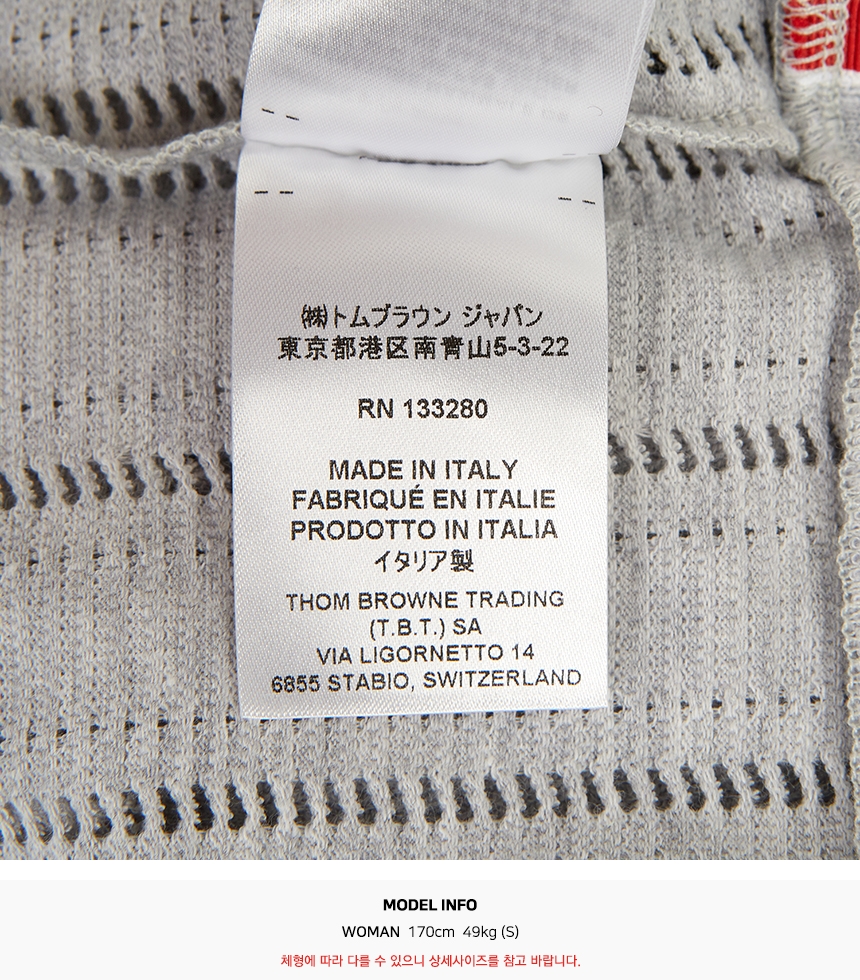 ㈱トムブラウン ジャパン
東京都港区南青山5-3-22
RN 133280
MADE IN ITALY
FABRIQUÉ EN ITALIE
PRODOTTO IN ITALIA
イタリア製
THOM BROWNE TRADING
(T.B.T.) SA
VIA LIGORNETTO 14
6855 STABIO, SWITZERLAND
MODEL INFO
WOMAN 170cm 49kg (S)
체형에 따라 다를 수 있으니 상세사이즈를 참고 바랍니다.